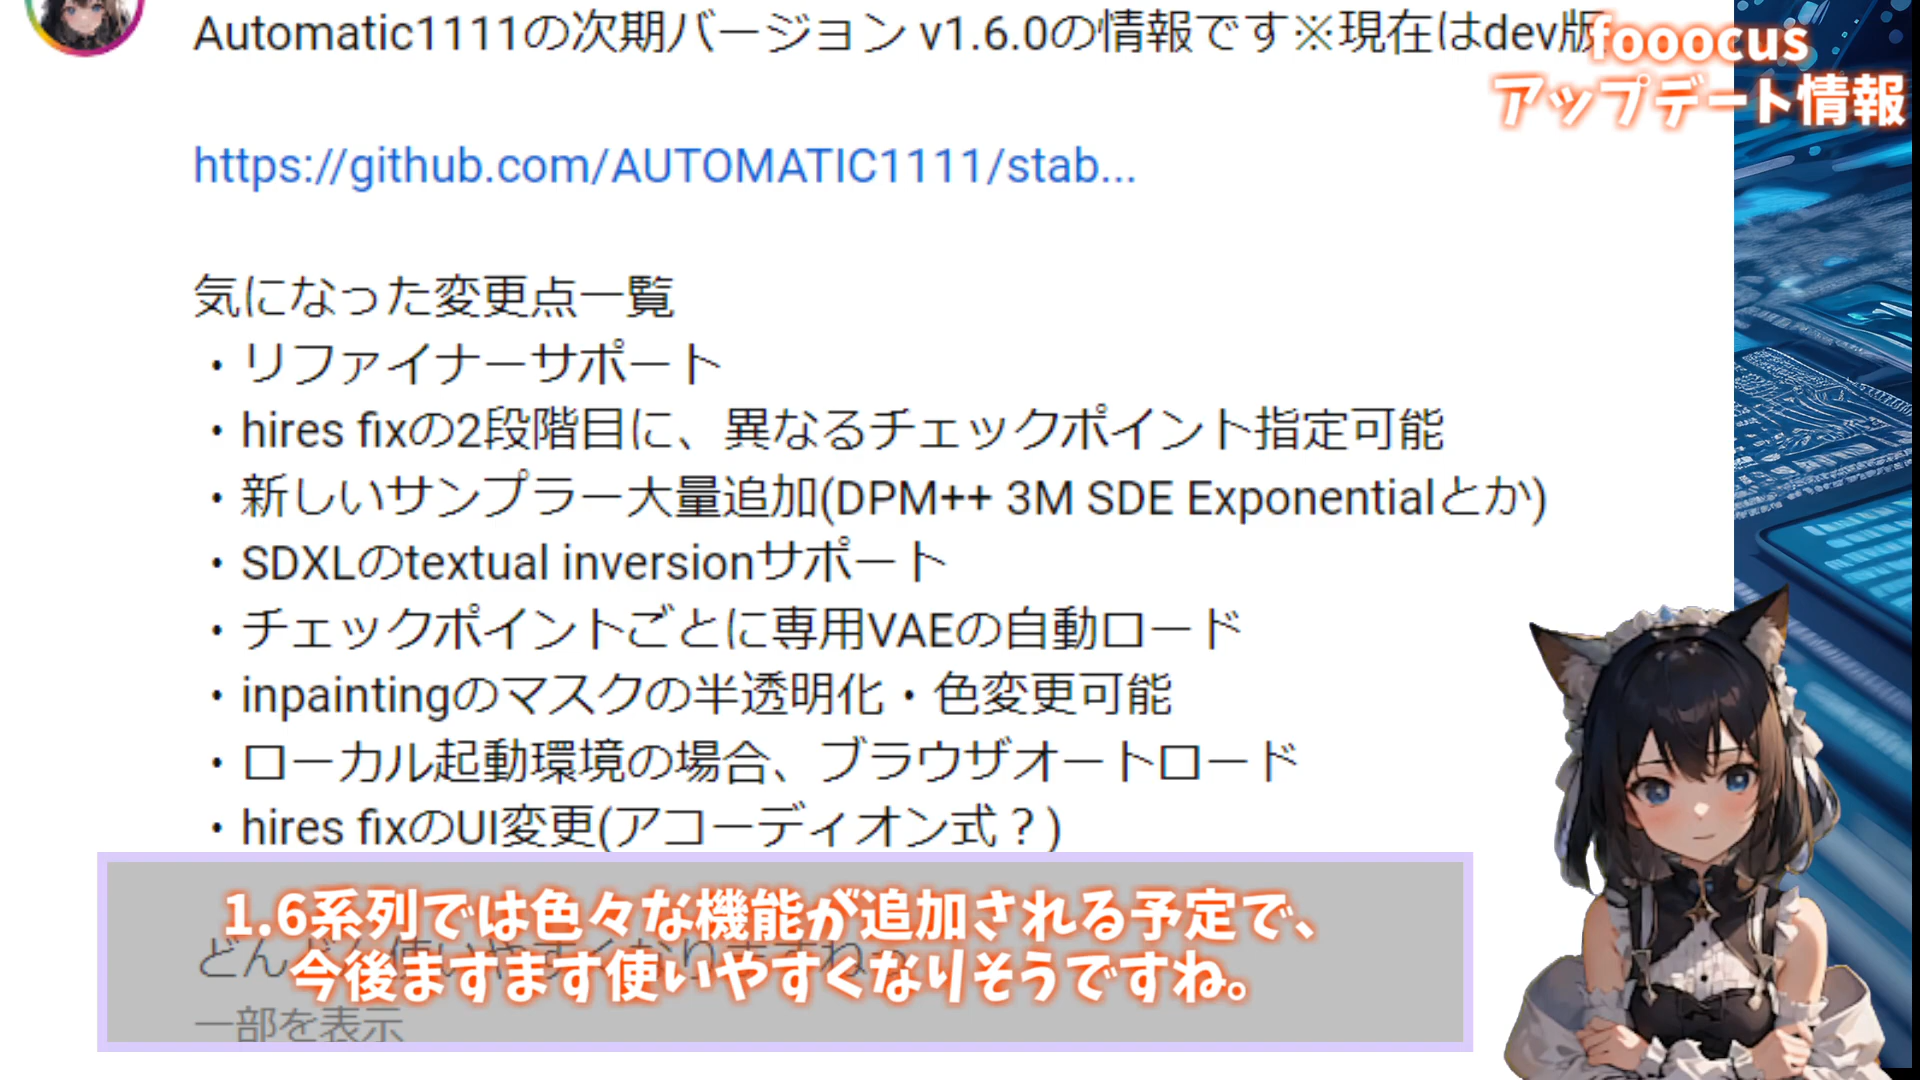 Automatic1111の次期バージョン v1.6.0の情報です※現在はdev版
fooocus
アップデート情報
https://github.com/AUTOMATIC1111/stab...
気になった変更点一覧
・リファイナーサポート
・hires fixの2段階目に、異なるチェックポイント指定可能
・新しいサンプラー大量追加(DPM++ 3M SDE Exponentialとか)
・SDXLのtextual inversionサポート
・チェックポイントごとに専用VAEの自動ロード
・inpaintingのマスクの半透明化・色変更可能
・ローカル起動環境の場合、ブラウザオートロード
・hires fixのUI変更(アコーディオン式？)
1.6系列では色々な機能が追加される予定で、
今後ますます使いやすくなりそうですね。
一部を表示